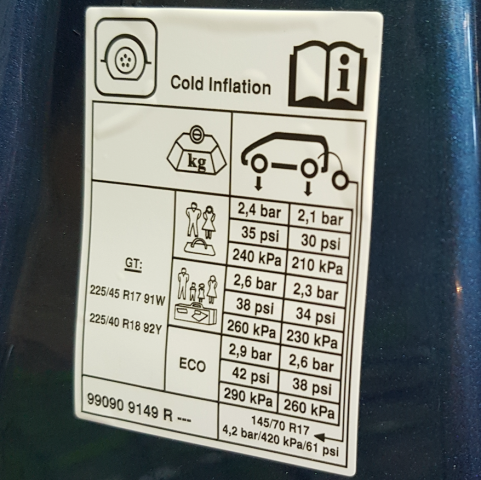 Cold Inflation
i
kg
2,4 bar 2,1 bar
35 psi 30 psi
240 kPa 210 kPa
GT:
225/45 R17 91W
225/40 R18 92Y
2,6 bar 2,3 bar
38 psi 34 psi
260 kPa 230 kPa
ECO
2,9 bar 2,6 bar
42 psi 38 psi
290 kPa 260 kPa
99090 9149 R ---
145/70 R17
4,2 bar/420 kPa/61 psi